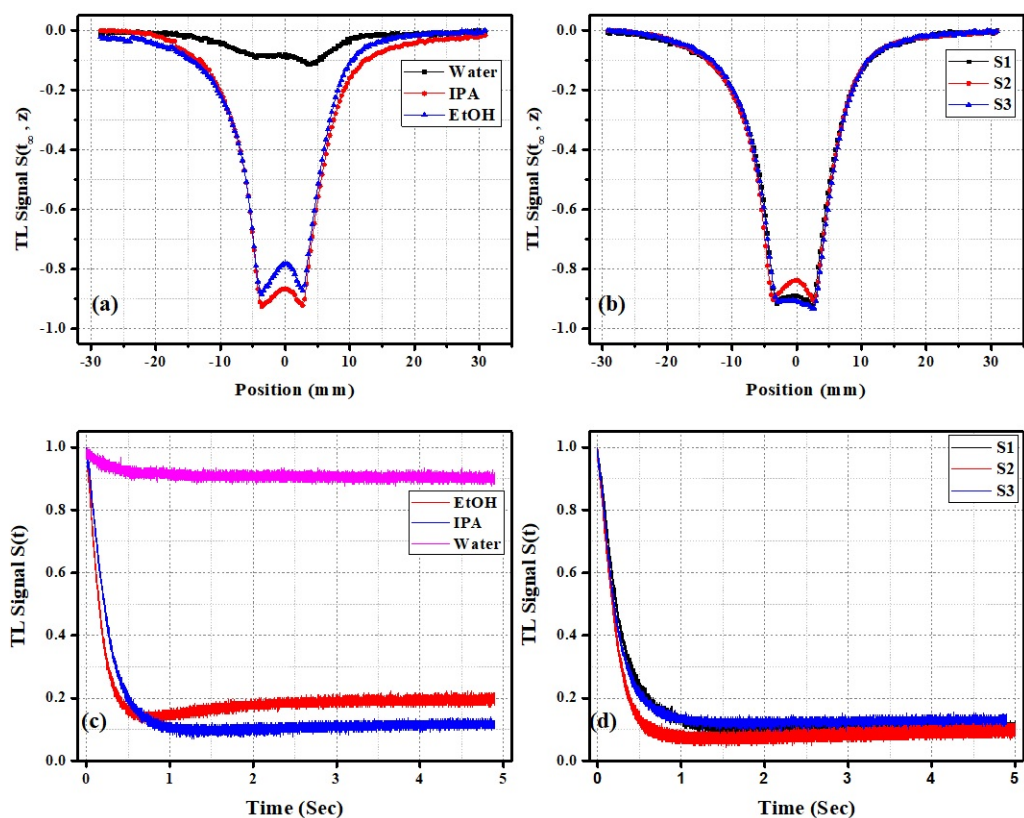 0.0
-0.2
-0.4
-0.6
-0.8
-1.0
TL Signal S(t∞ , z)
Water
IPA
EtOH
(a)
-30 -20 -10 0 10 20 30
Position (mm)
0.0
-0.2
-0.4
-0.6
-0.8
-1.0
TL Signal S(t∞ , z)
S1
S2
S3
(b)
-30 -20 -10 0 10 20 30
Position (mm)
1.0
0.8
0.6
0.4
0.2
0.0
TL Signal S(t)
EtOH
IPA
Water
(c)
0 1 2 3 4 5
Time (Sec)
1.0
0.8
0.6
0.4
0.2
0.0
TL Signal S(t)
S1
S2
S3
(d)
0 1 2 3 4 5
Time (Sec)